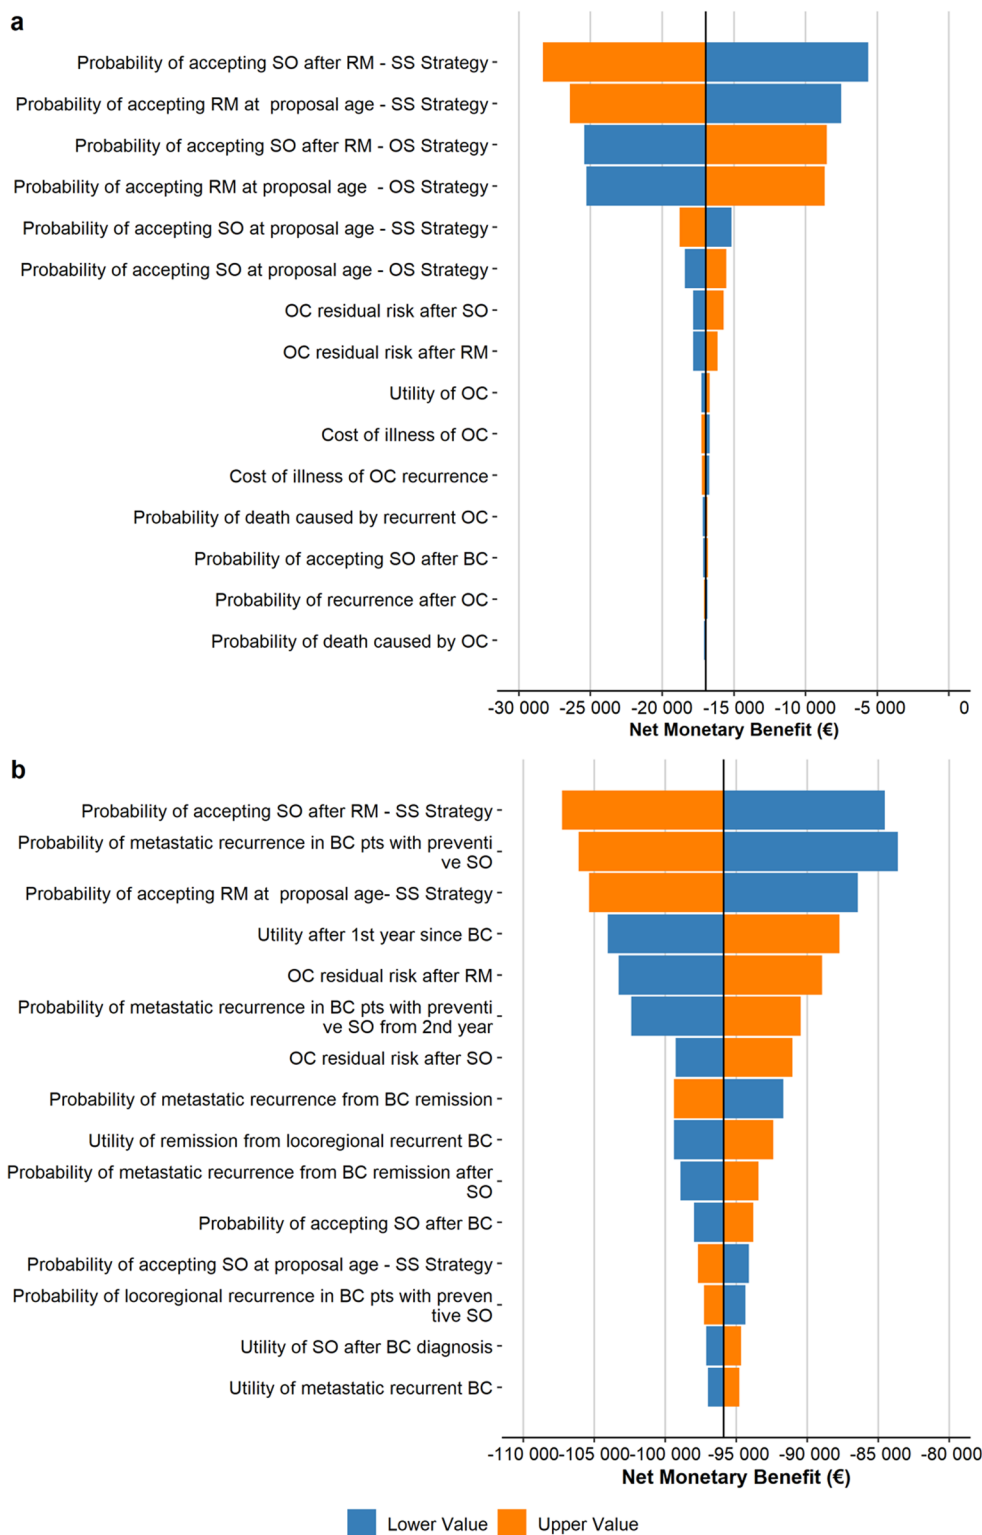 a
Probability of accepting SO after RM - SS Strategy
Probability of accepting RM at  proposal age - SS Strategy
Probability of accepting SO after RM - OS Strategy
Probability of accepting RM at proposal age  - OS Strategy
Probability of accepting SO at proposal age - SS Strategy
Probability of accepting SO at proposal age - OS Strategy
OC residual risk after SO
OC residual risk after RM
Utility of OC
Cost of illness of OC
Cost of illness of OC recurrence
Probability of death caused by recurrent OC
Probability of accepting SO after BC
Probability of recurrence after OC
Probability of death caused by OC
-30 000 -25 000 -20 000 -15 000 -10 000 -5 000 0
Net Monetary Benefit (€)
b
Probability of accepting SO after RM - SS Strategy
Probability of metastatic recurrence in BC pts with preventi
ve SO
Probability of accepting RM at  proposal age- SS Strategy
Utility after 1st year since BC
OC residual risk after RM
Probability of metastatic recurrence in BC pts with preventi
ve SO from 2nd year
OC residual risk after SO
Probability of metastatic recurrence from BC remission
Utility of remission from locoregional recurrent BC
Probability of metastatic recurrence from BC remission after
SO
Probability of accepting SO after BC
Probability of accepting SO at proposal age - SS Strategy
Probability of locoregional recurrence in BC pts with preven
tive SO
Utility of SO after BC diagnosis
Utility of metastatic recurrent BC
-110 000 -105 000 -100 000 -95 000 -90 000 -85 000 -80 000
Net Monetary Benefit (€)
Lower Value Upper Value